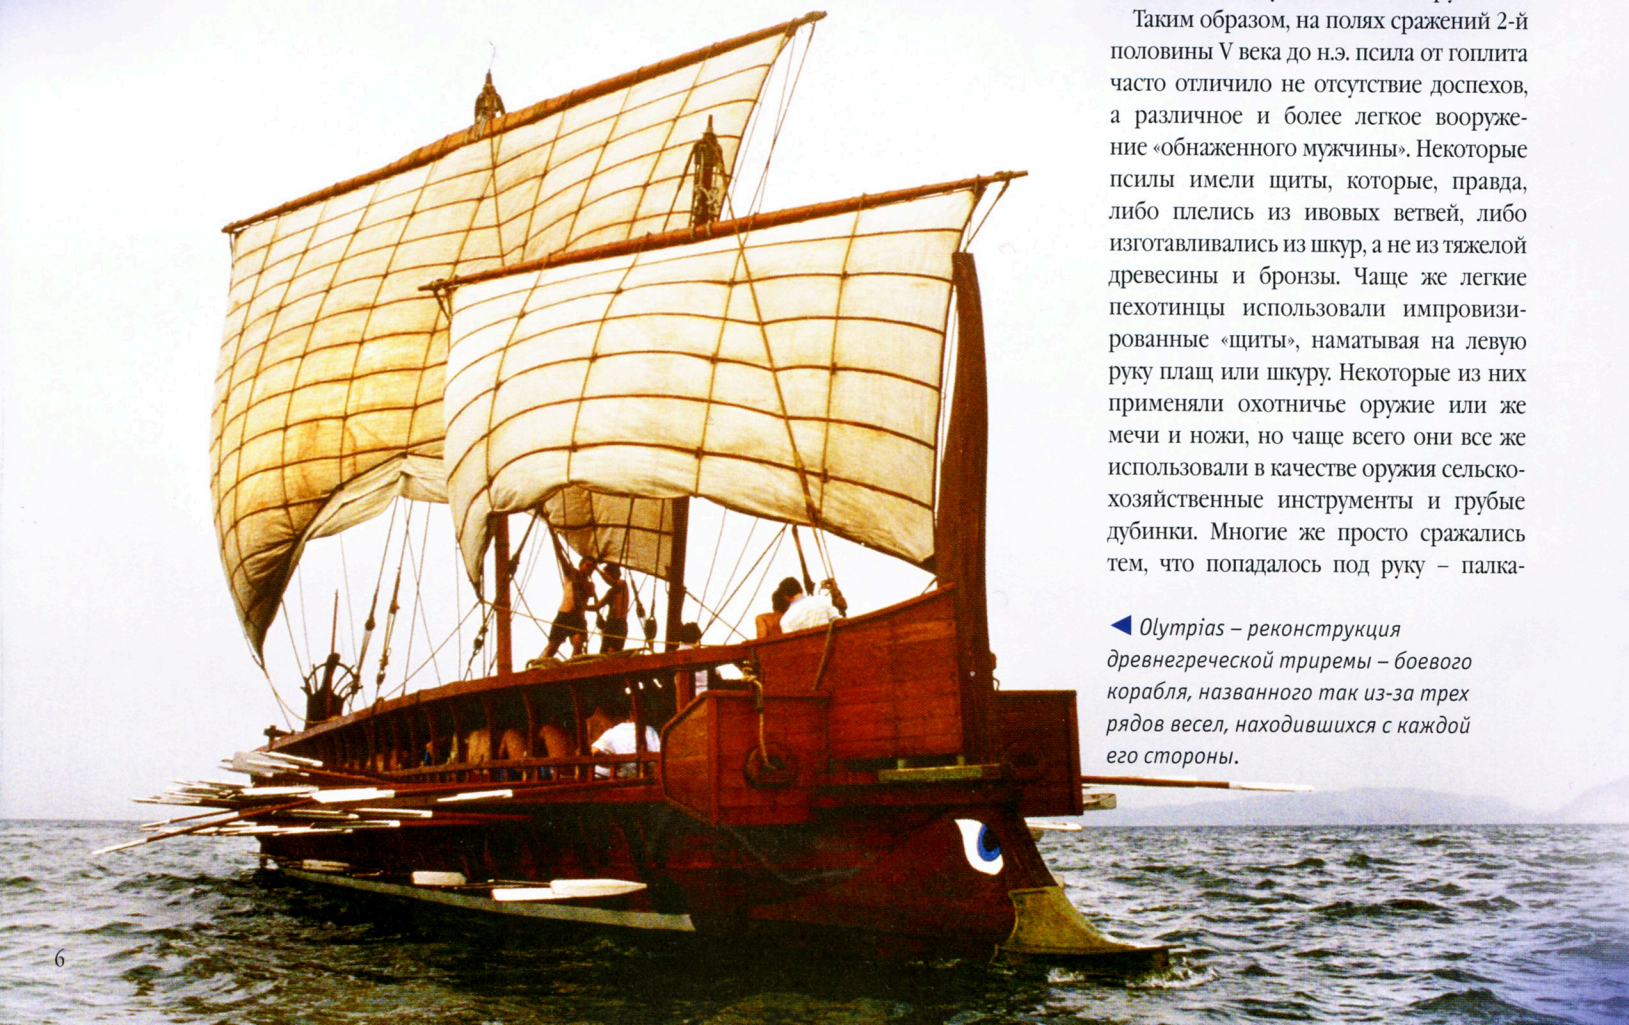 Таким образом, на полях сражений 2-й
половины V века до н.э. псила от гоплита
часто отличило не отсутствие доспехов,
а различное и более легкое вооруже-
ние «обнаженного мужчины». Некоторые
псилы имели щиты, которые, правда,
либо плелись из ивовых ветвей, либо
изготавливались из шкур, а не из тяжелой
древесины и бронзы. Чаще же легкие
пехотинцы использовали импровизи-
рованные «щиты», наматывая на левую
руку плащ или шкуру. Некоторые из них
применяли охотничье оружие или же
мечи и ножи, но чаще всего они все же
использовали в качестве оружия сельско-
хозяйственные инструменты и грубые
дубинки. Многие же просто сражались
тем, что попадалось под руку – палка-
◄ Olympias – реконструкция
древнегреческой триремы – боевого
корабля, названного так из-за трех
рядов весел, находившихся с каждой
его стороны.
6